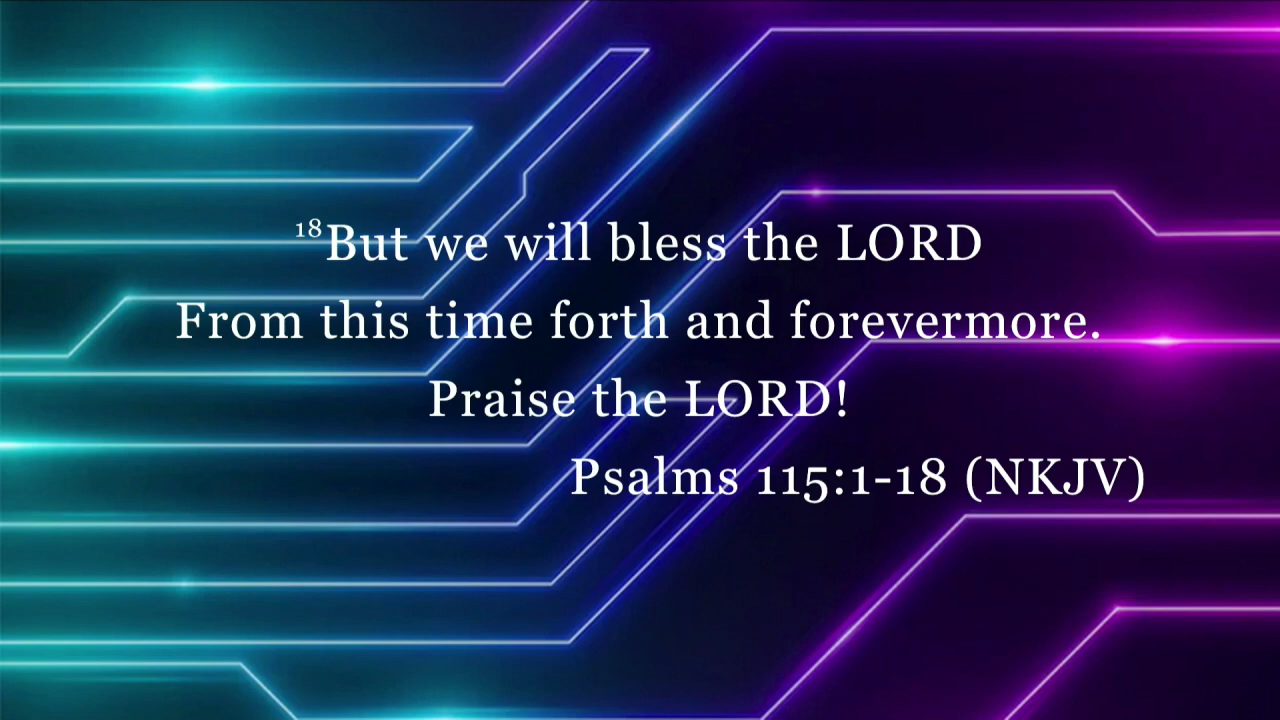 18But we will bless the LORD
From this time forth and forevermore.
Praise the LORD!
Psalms 115:1-18 (NKJV)